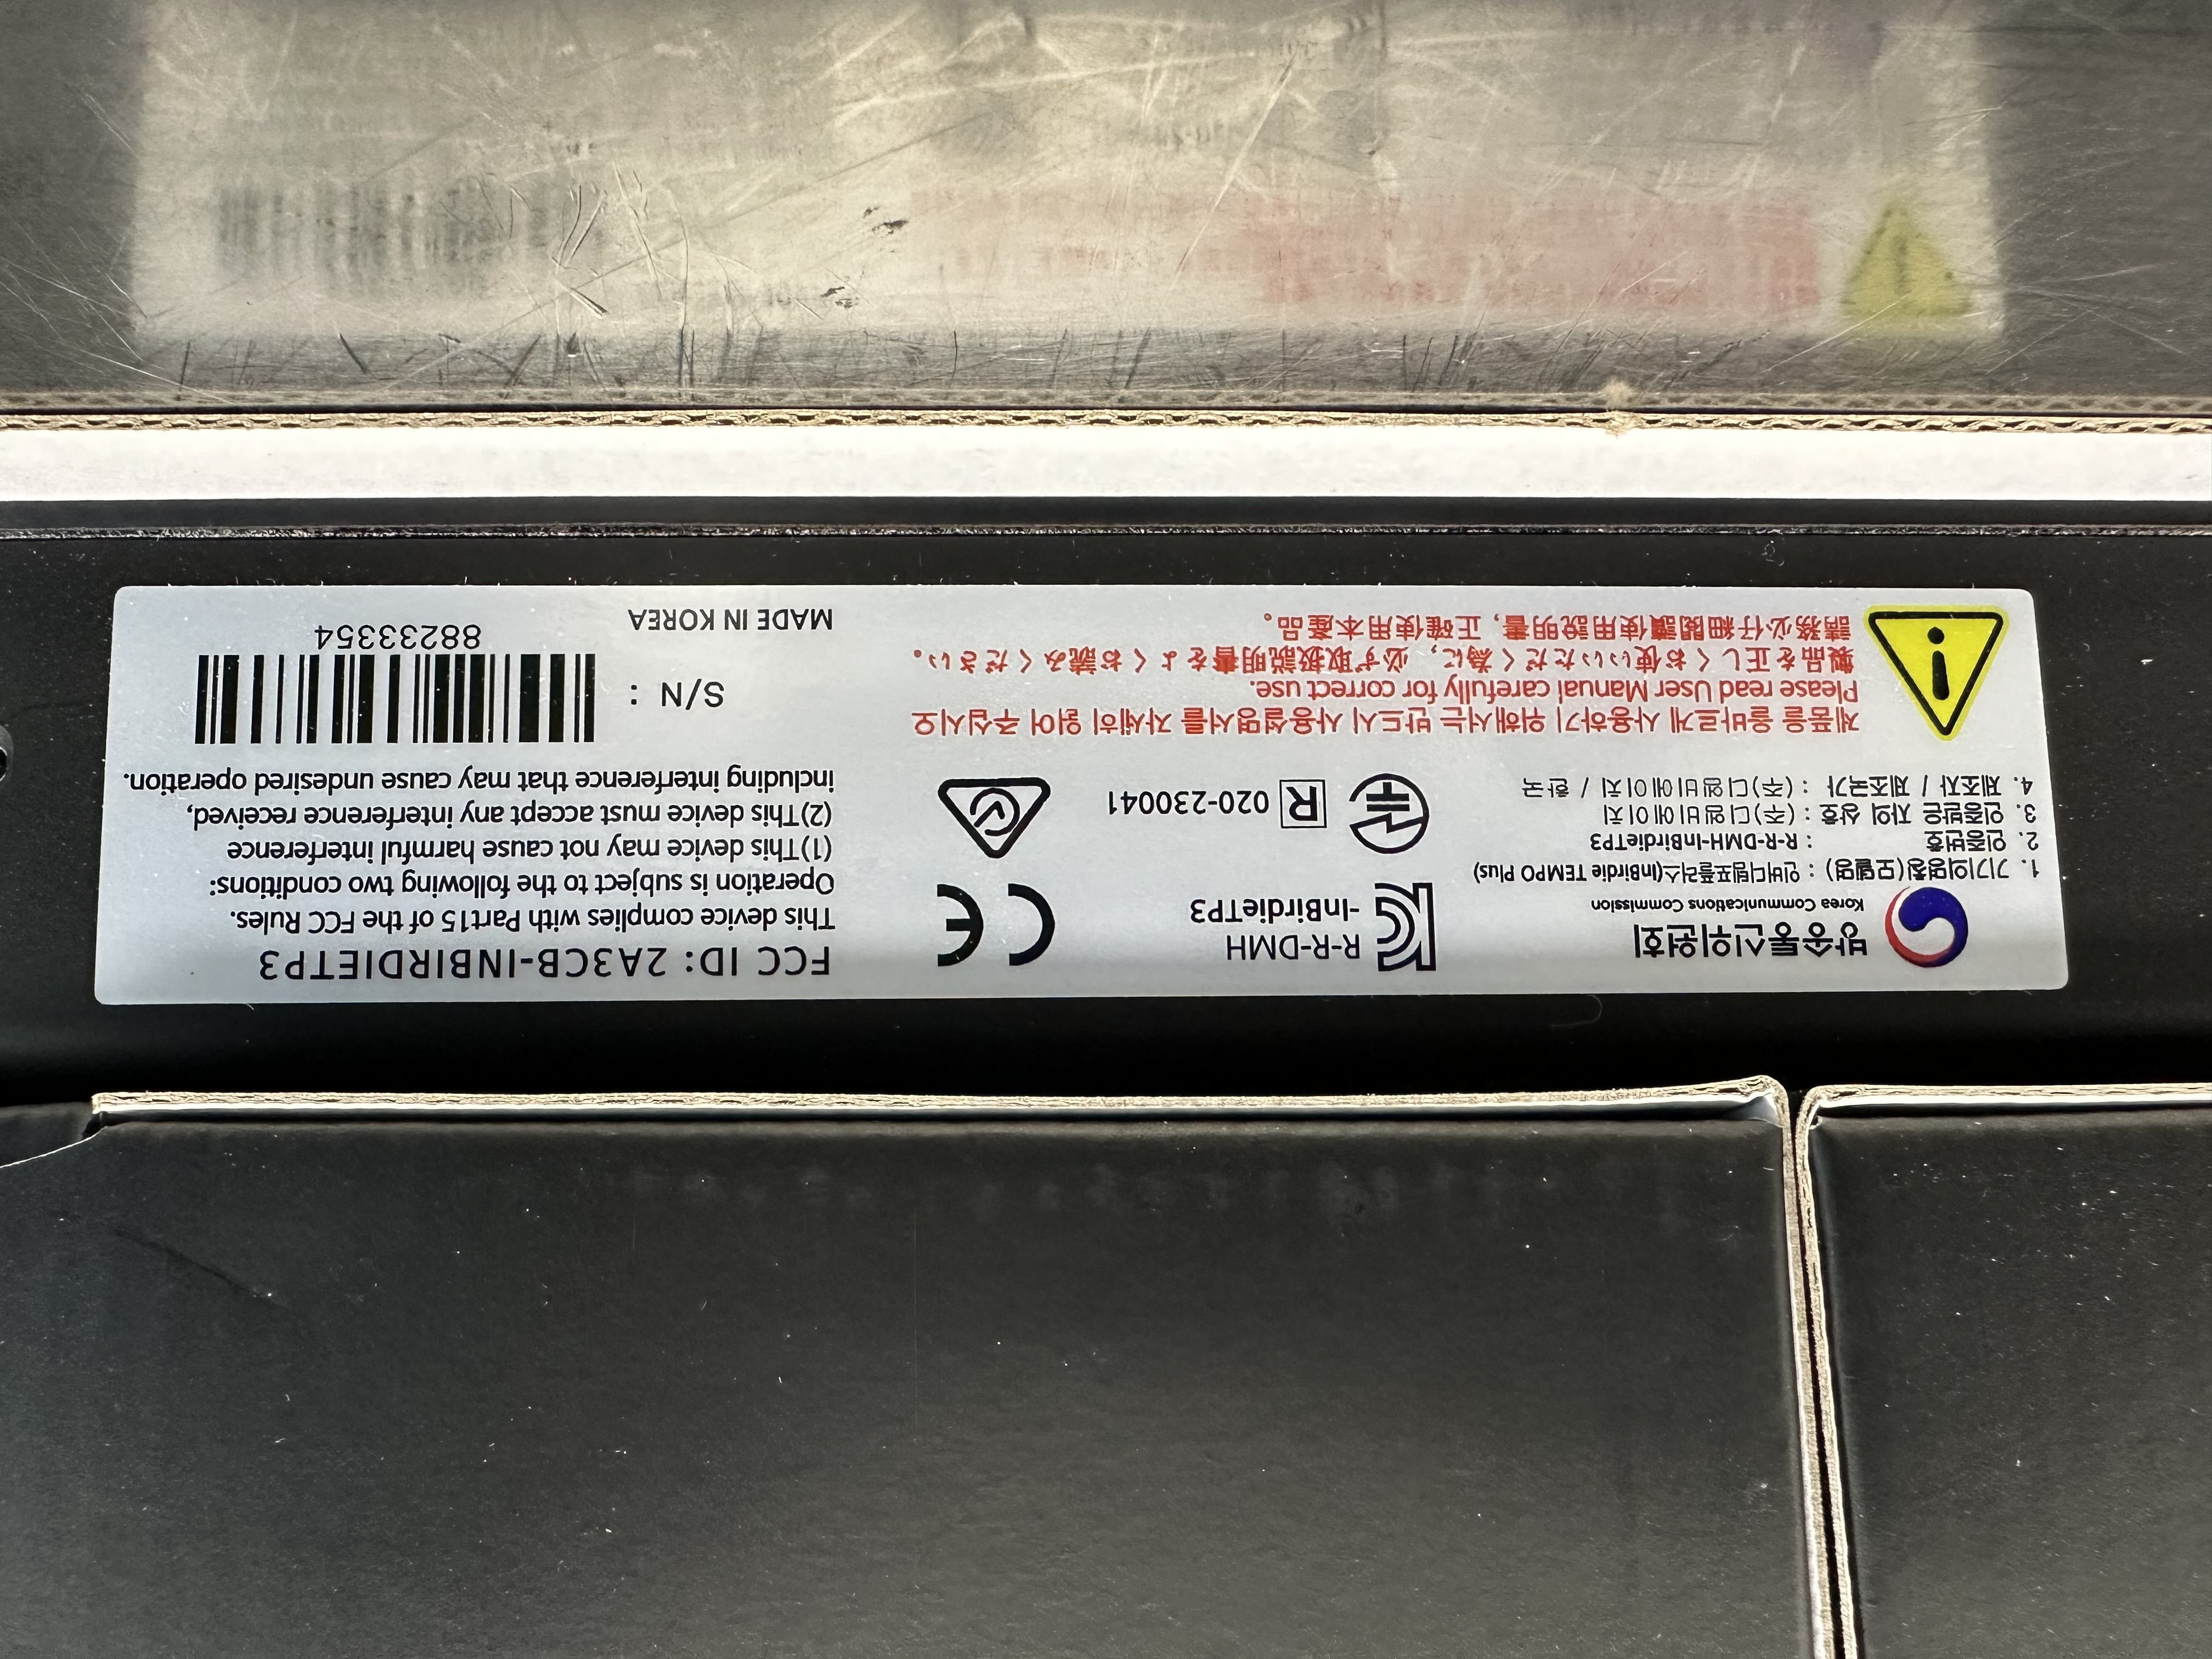 방송통신위원회
Korea Communications Commission
1. 기기의명칭(모델명) : 인버디템포플러스(InBirdie TEMPO Plus)
2. 인증번호 : R-R-DMH-InBirdieTP3
3. 인증받은 자의 상호 : (주)디엠비에이치
4. 제조자 / 제조국가 : (주)디엠비에이치 / 한국
R-R-DMH
-InBirdieTP3
R 020-230041
CE
제품을 올바르게 사용하기 위해서는 반드시 사용설명서를 자세히 읽어 주십시오
Please read User Manual carefully for correct use.
製品を正しくお使いいただく為に, 必ず取扱説明書をよくお読みください。
請務必仔細閱讀使用說明書, 正確使用本産品。
FCC ID: 2A3CB-INBIRDIETP3
This device complies with Part15 of the FCC Rules.
Operation is subject to the following two conditions:
(1)This device may not cause harmful interference
(2)This device must accept any interference received,
including interference that may cause undesired operation.
S/N :
88233354
MADE IN KOREA